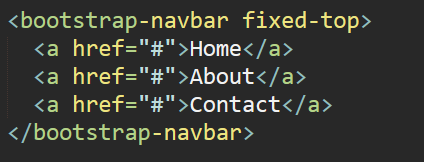 <bootstrap-navbar fixed-top>
  <a href="#">Home</a>
  <a href="#">About</a>
  <a href="#">Contact</a>
</bootstrap-navbar>